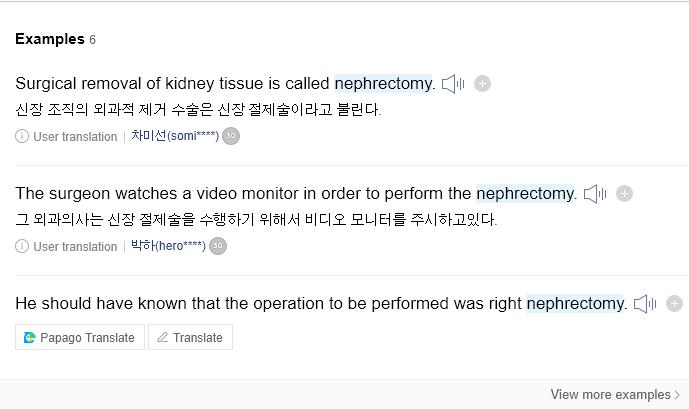 Examples 6
Surgical removal of kidney tissue is called nephrectomy.
신장 조직의 외과적 제거 수술은 신장 절제술이라고 불린다.
User translation 차미선(somi****) 30
The surgeon watches a video monitor in order to perform the nephrectomy.
그 외과의사는 신장 절제술을 수행하기 위해서 비디오 모니터를 주시하고있다.
User translation 박하(hero****) 30
He should have known that the operation to be performed was right nephrectomy.
Papago Translate Translate
View more examples